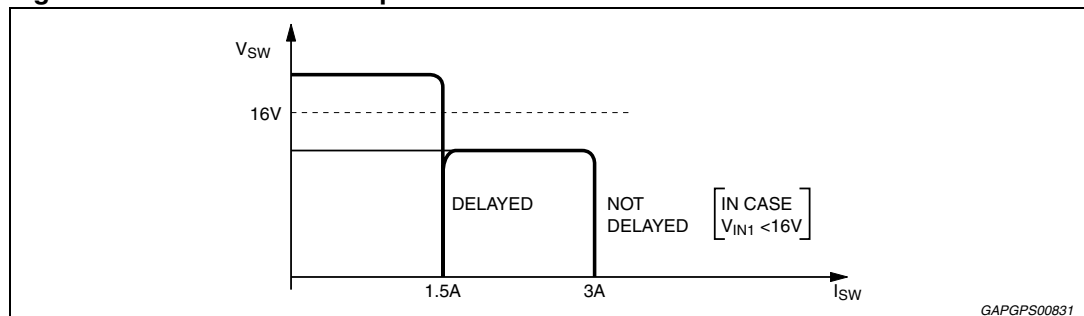 V_SW
16V
DELAYED
NOT
DELAYED
IN CASE
V_IN1 <16V
1.5A
3A
I_SW
GAPGPS00831